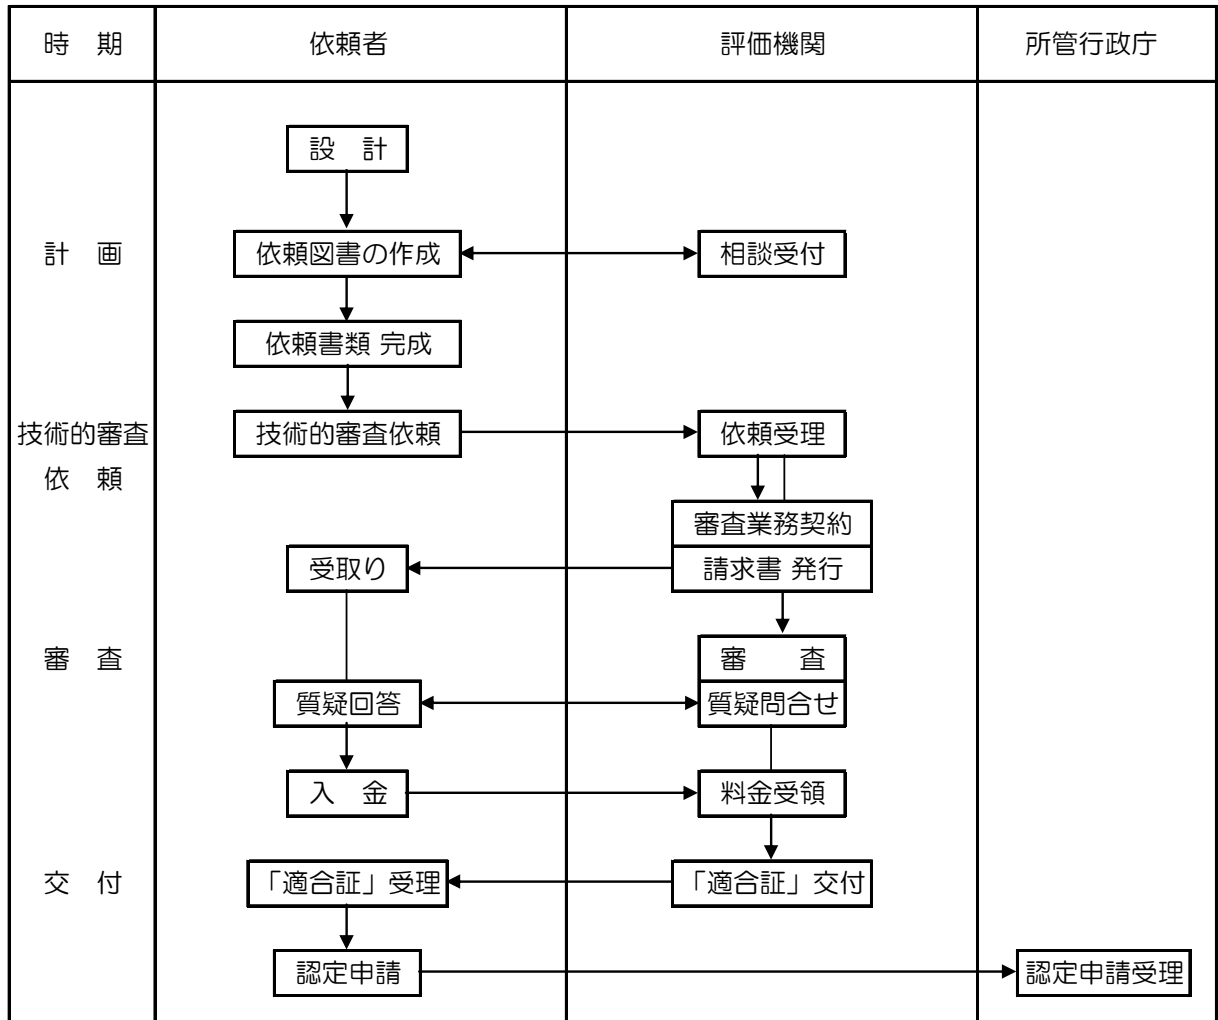 時　期　依頼者　評価機関　所管行政庁
設　計
計　画　依頼図書の作成　相談受付
依頼書類 完成
技術的審査　技術的審査依頼　依頼受理
依　頼
審査業務契約
受取り　請求書 発行
審　査　審　　査
質疑回答　質疑問合せ
入　金　料金受領
交　付　「適合証」受理　「適合証」交付
認定申請　認定申請受理